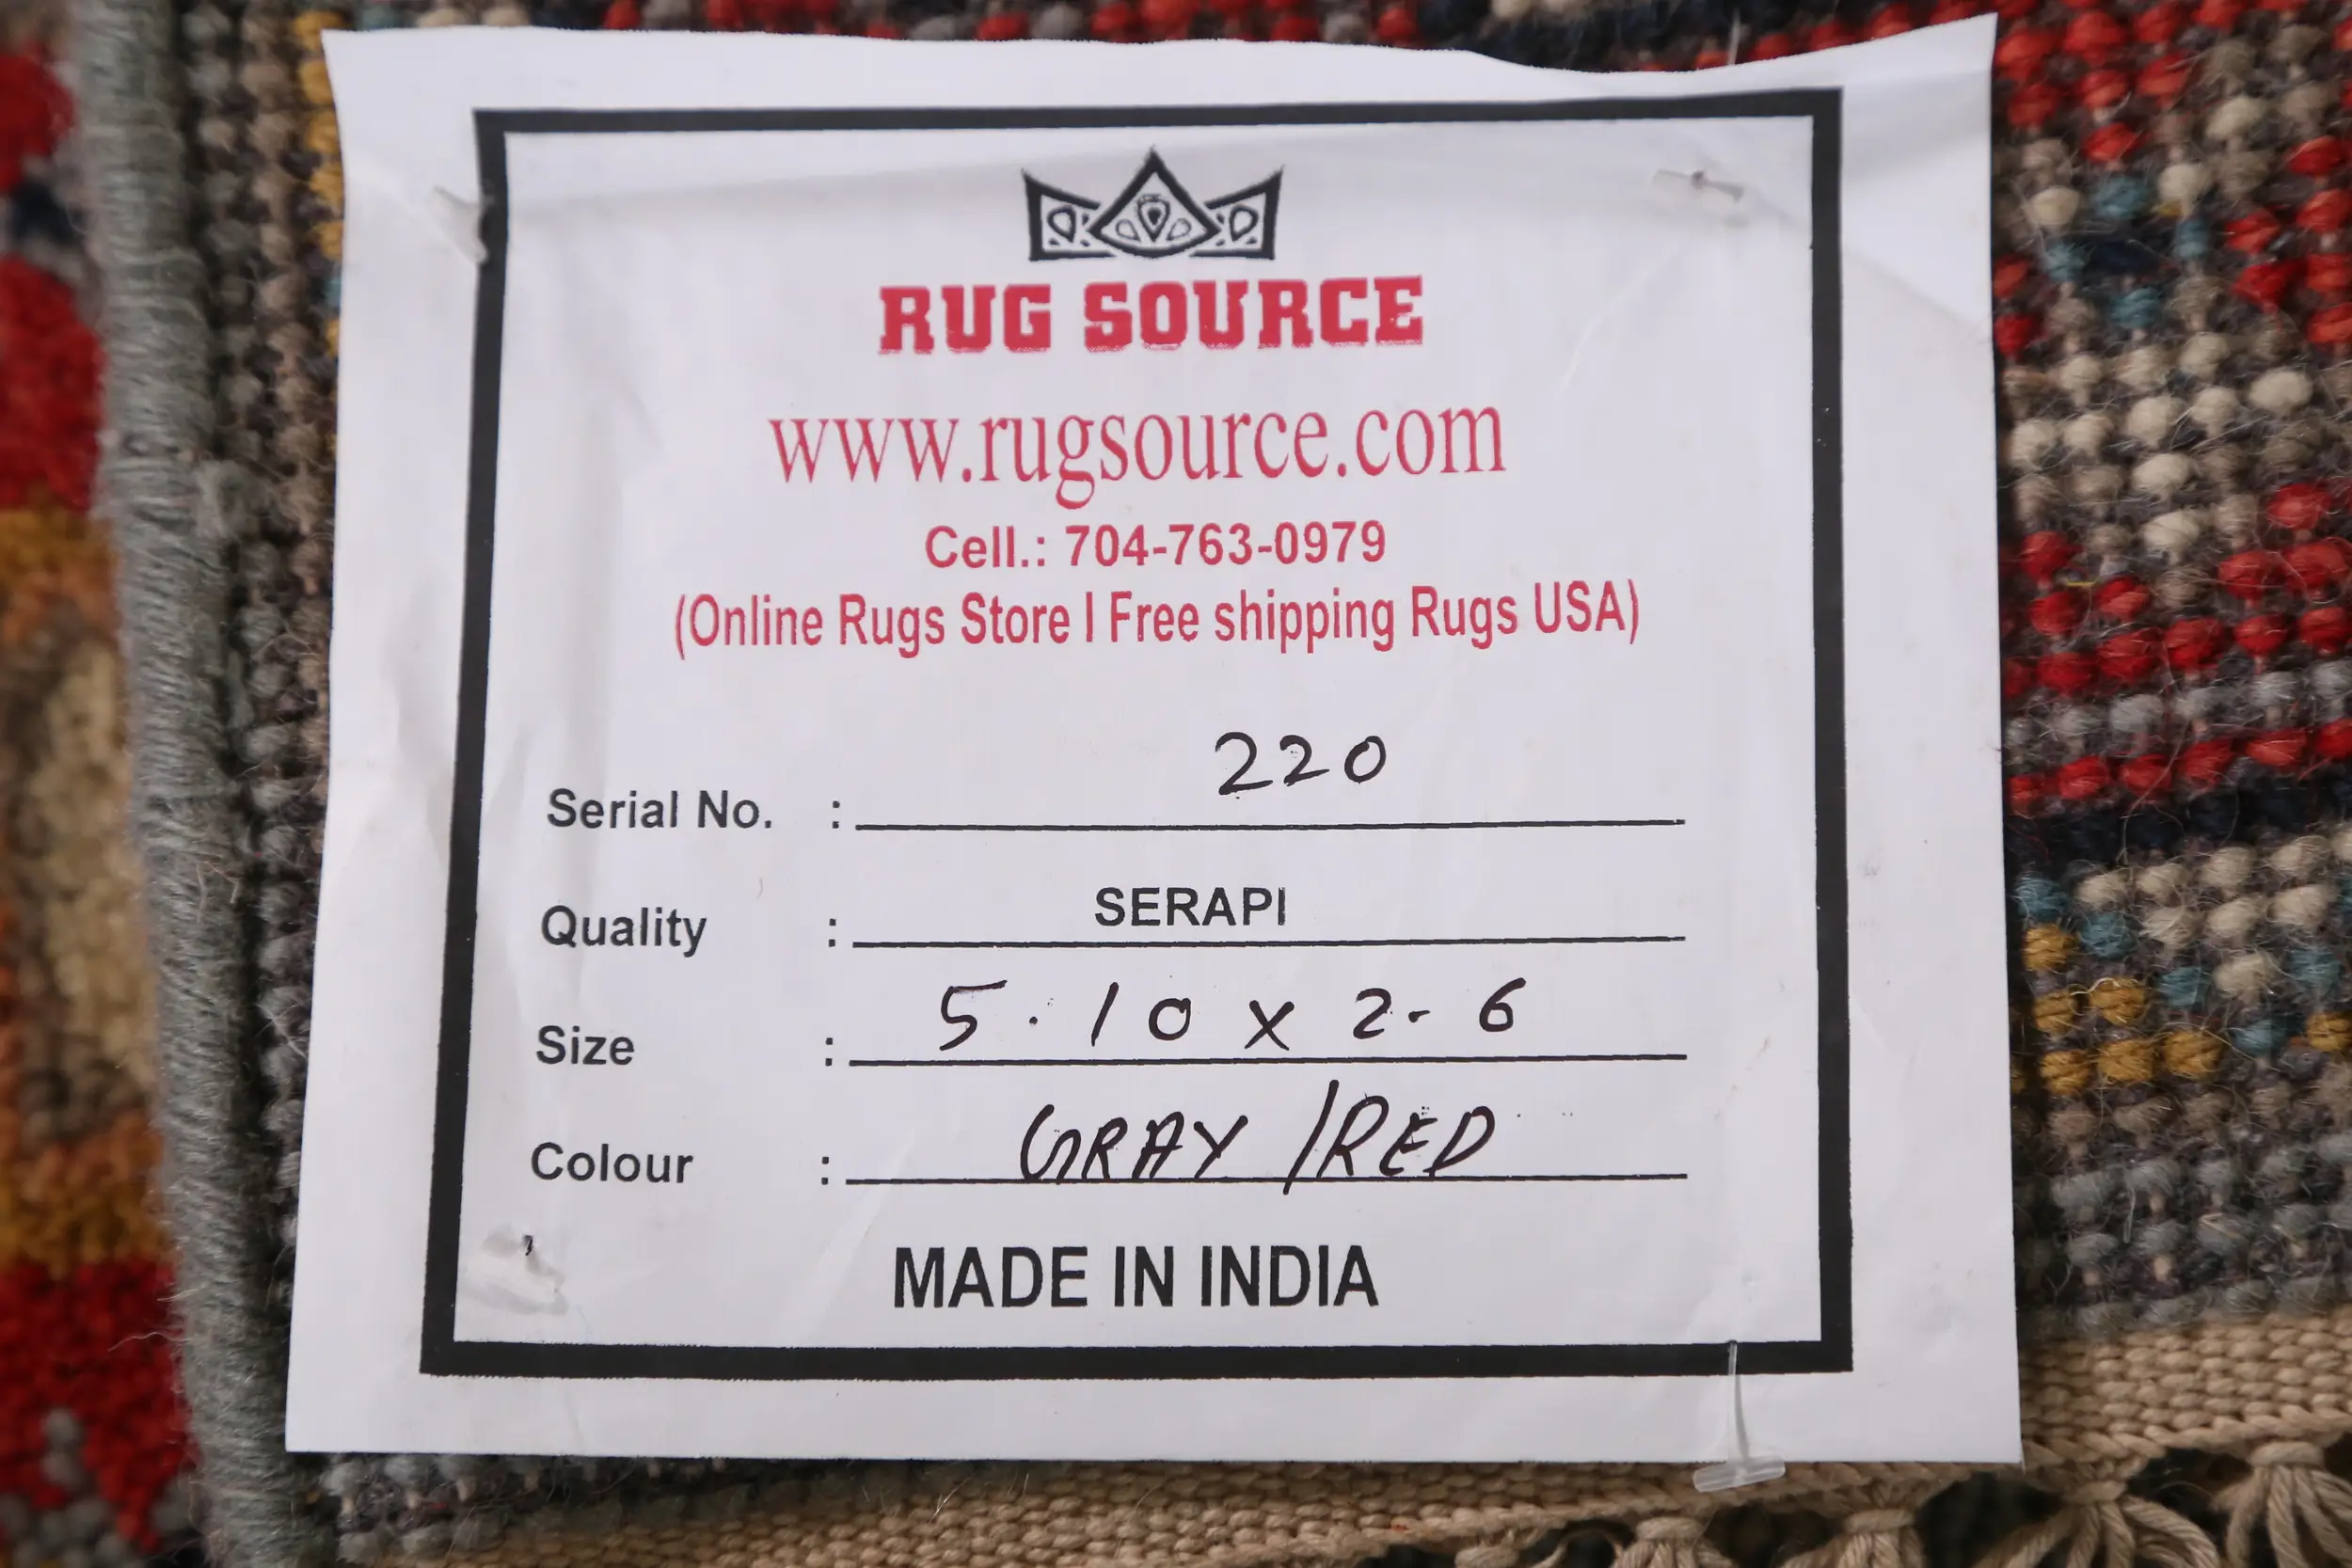 RUG SOURCE
www.rugsource.com
Cell.: 704-763-0979
(Online Rugs Store I Free shipping Rugs USA)
Serial No. : 220
Quality : SERAPI
Size : 5.10 x 2-6
Colour : GRAY / RED
MADE IN INDIA